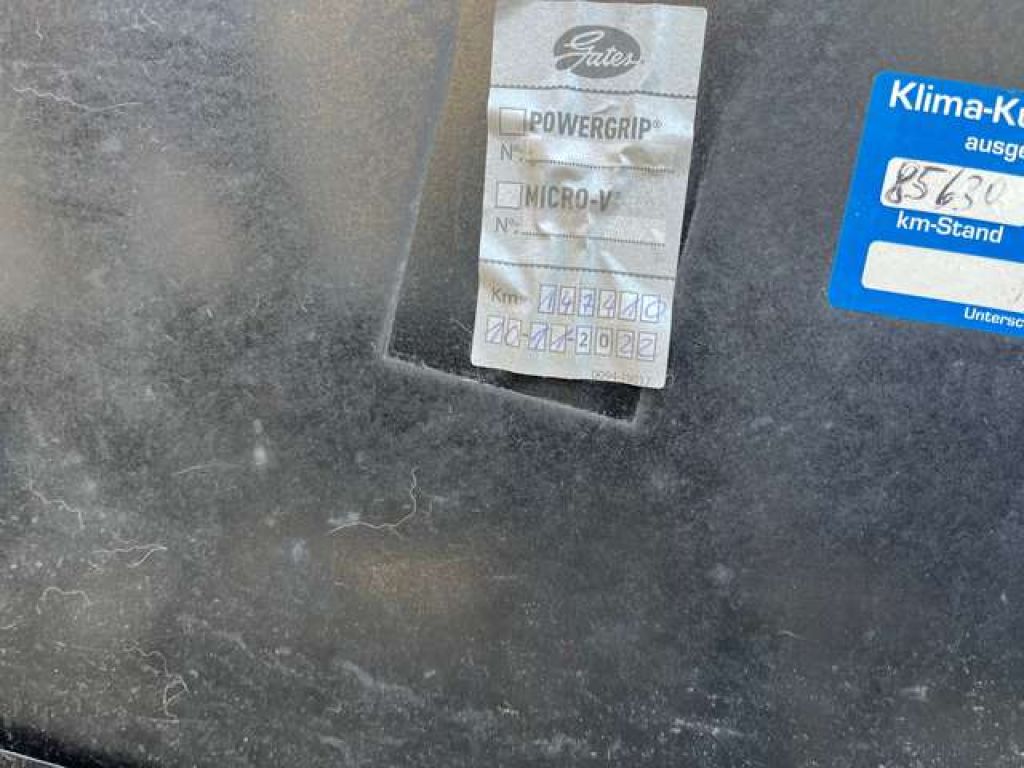 Gates
POWERGRIP®
N°:
MICRO-V®
N°:
Km: 147410
10-11-2022
Klima-K
ausge
85630
km-Stand
Untersc